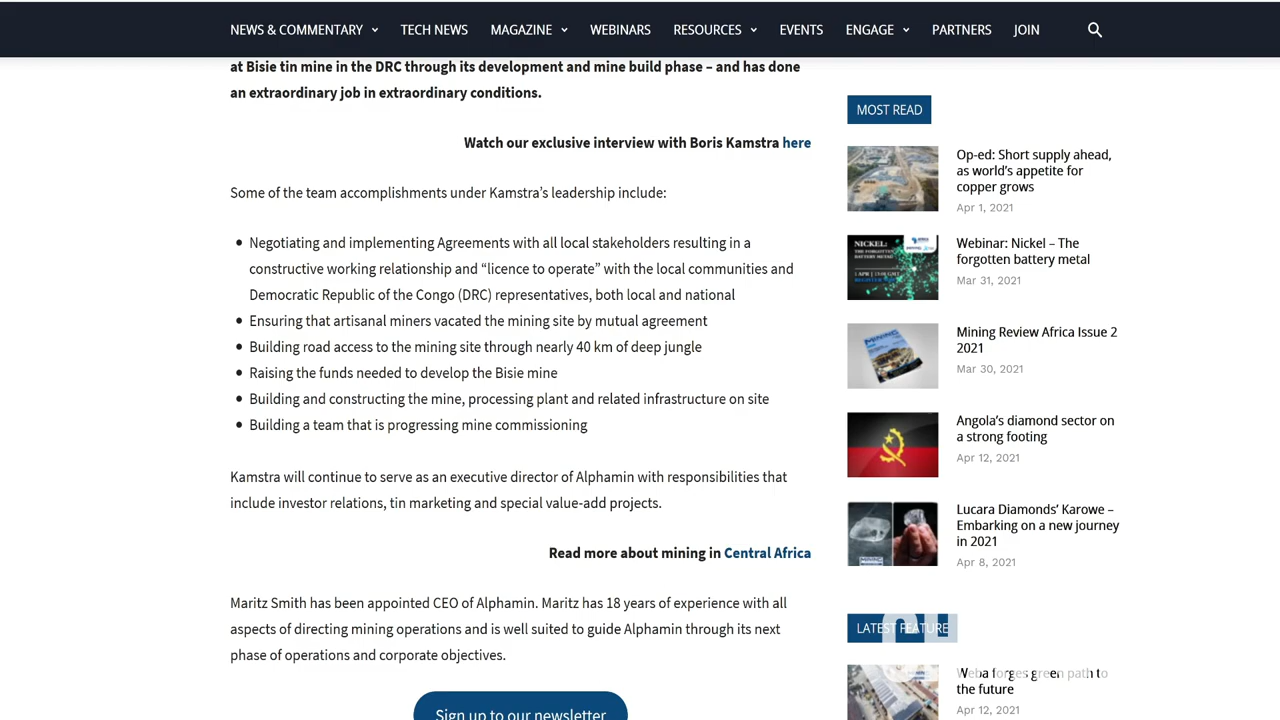 NEWS & COMMENTARY TECH NEWS MAGAZINE WEBINARS RESOURCES EVENTS ENGAGE PARTNERS JOIN
at Bisie tin mine in the DRC through its development and mine build phase – and has done
an extraordinary job in extraordinary conditions.
Watch our exclusive interview with Boris Kamstra here
Some of the team accomplishments under Kamstra’s leadership include:
• Negotiating and implementing Agreements with all local stakeholders resulting in a
constructive working relationship and “licence to operate” with the local communities and
Democratic Republic of the Congo (DRC) representatives, both local and national
• Ensuring that artisanal miners vacated the mining site by mutual agreement
• Building road access to the mining site through nearly 40 km of deep jungle
• Raising the funds needed to develop the Bisie mine
• Building and constructing the mine, processing plant and related infrastructure on site
• Building a team that is progressing mine commissioning
Kamstra will continue to serve as an executive director of Alphamin with responsibilities that
include investor relations, tin marketing and special value-add projects.
Read more about mining in Central Africa
Maritz Smith has been appointed CEO of Alphamin. Maritz has 18 years of experience with all
aspects of directing mining operations and is well suited to guide Alphamin through its next
phase of operations and corporate objectives.
Sign up to our newsletter
MOST READ
Op-ed: Short supply ahead,
as world’s appetite for
copper grows
Apr 1, 2021
NICKEL:
THE FORGOTTEN
BATTERY METAL
Webinar: Nickel – The
forgotten battery metal
Mar 31, 2021
MINING
Mining Review Africa Issue 2
2021
Mar 30, 2021
Angola’s diamond sector on
a strong footing
Apr 12, 2021
Lucara Diamonds’ Karowe –
Embarking on a new journey
in 2021
Apr 8, 2021
LATEST FEATURE
Weba forges green path to
the future
Apr 12, 2021